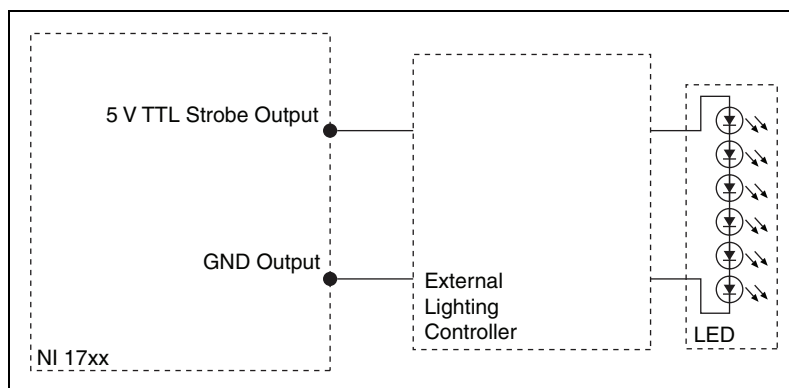 5 V TTL Strobe Output
GND Output
External
Lighting
Controller
LED
NI 17xx